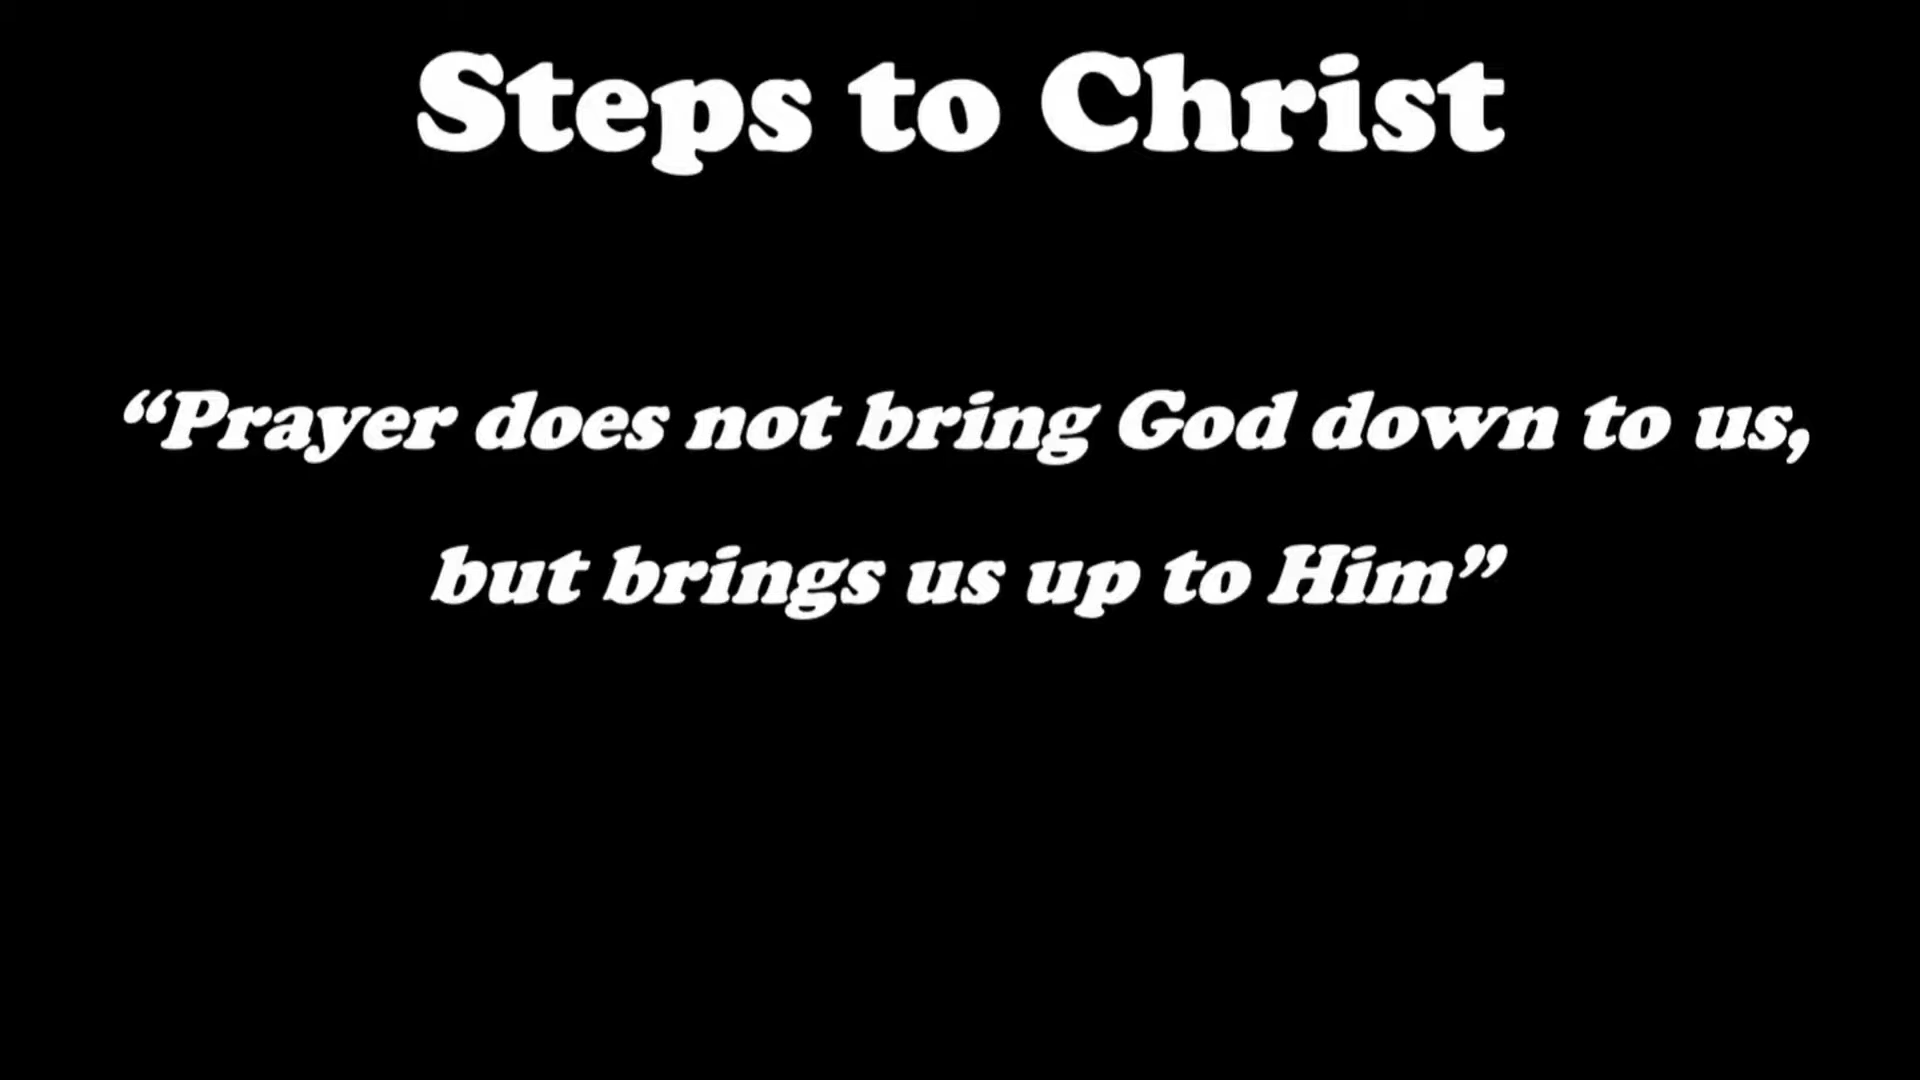 Steps to Christ
“Prayer does not bring God down to us,
but brings us up to Him”